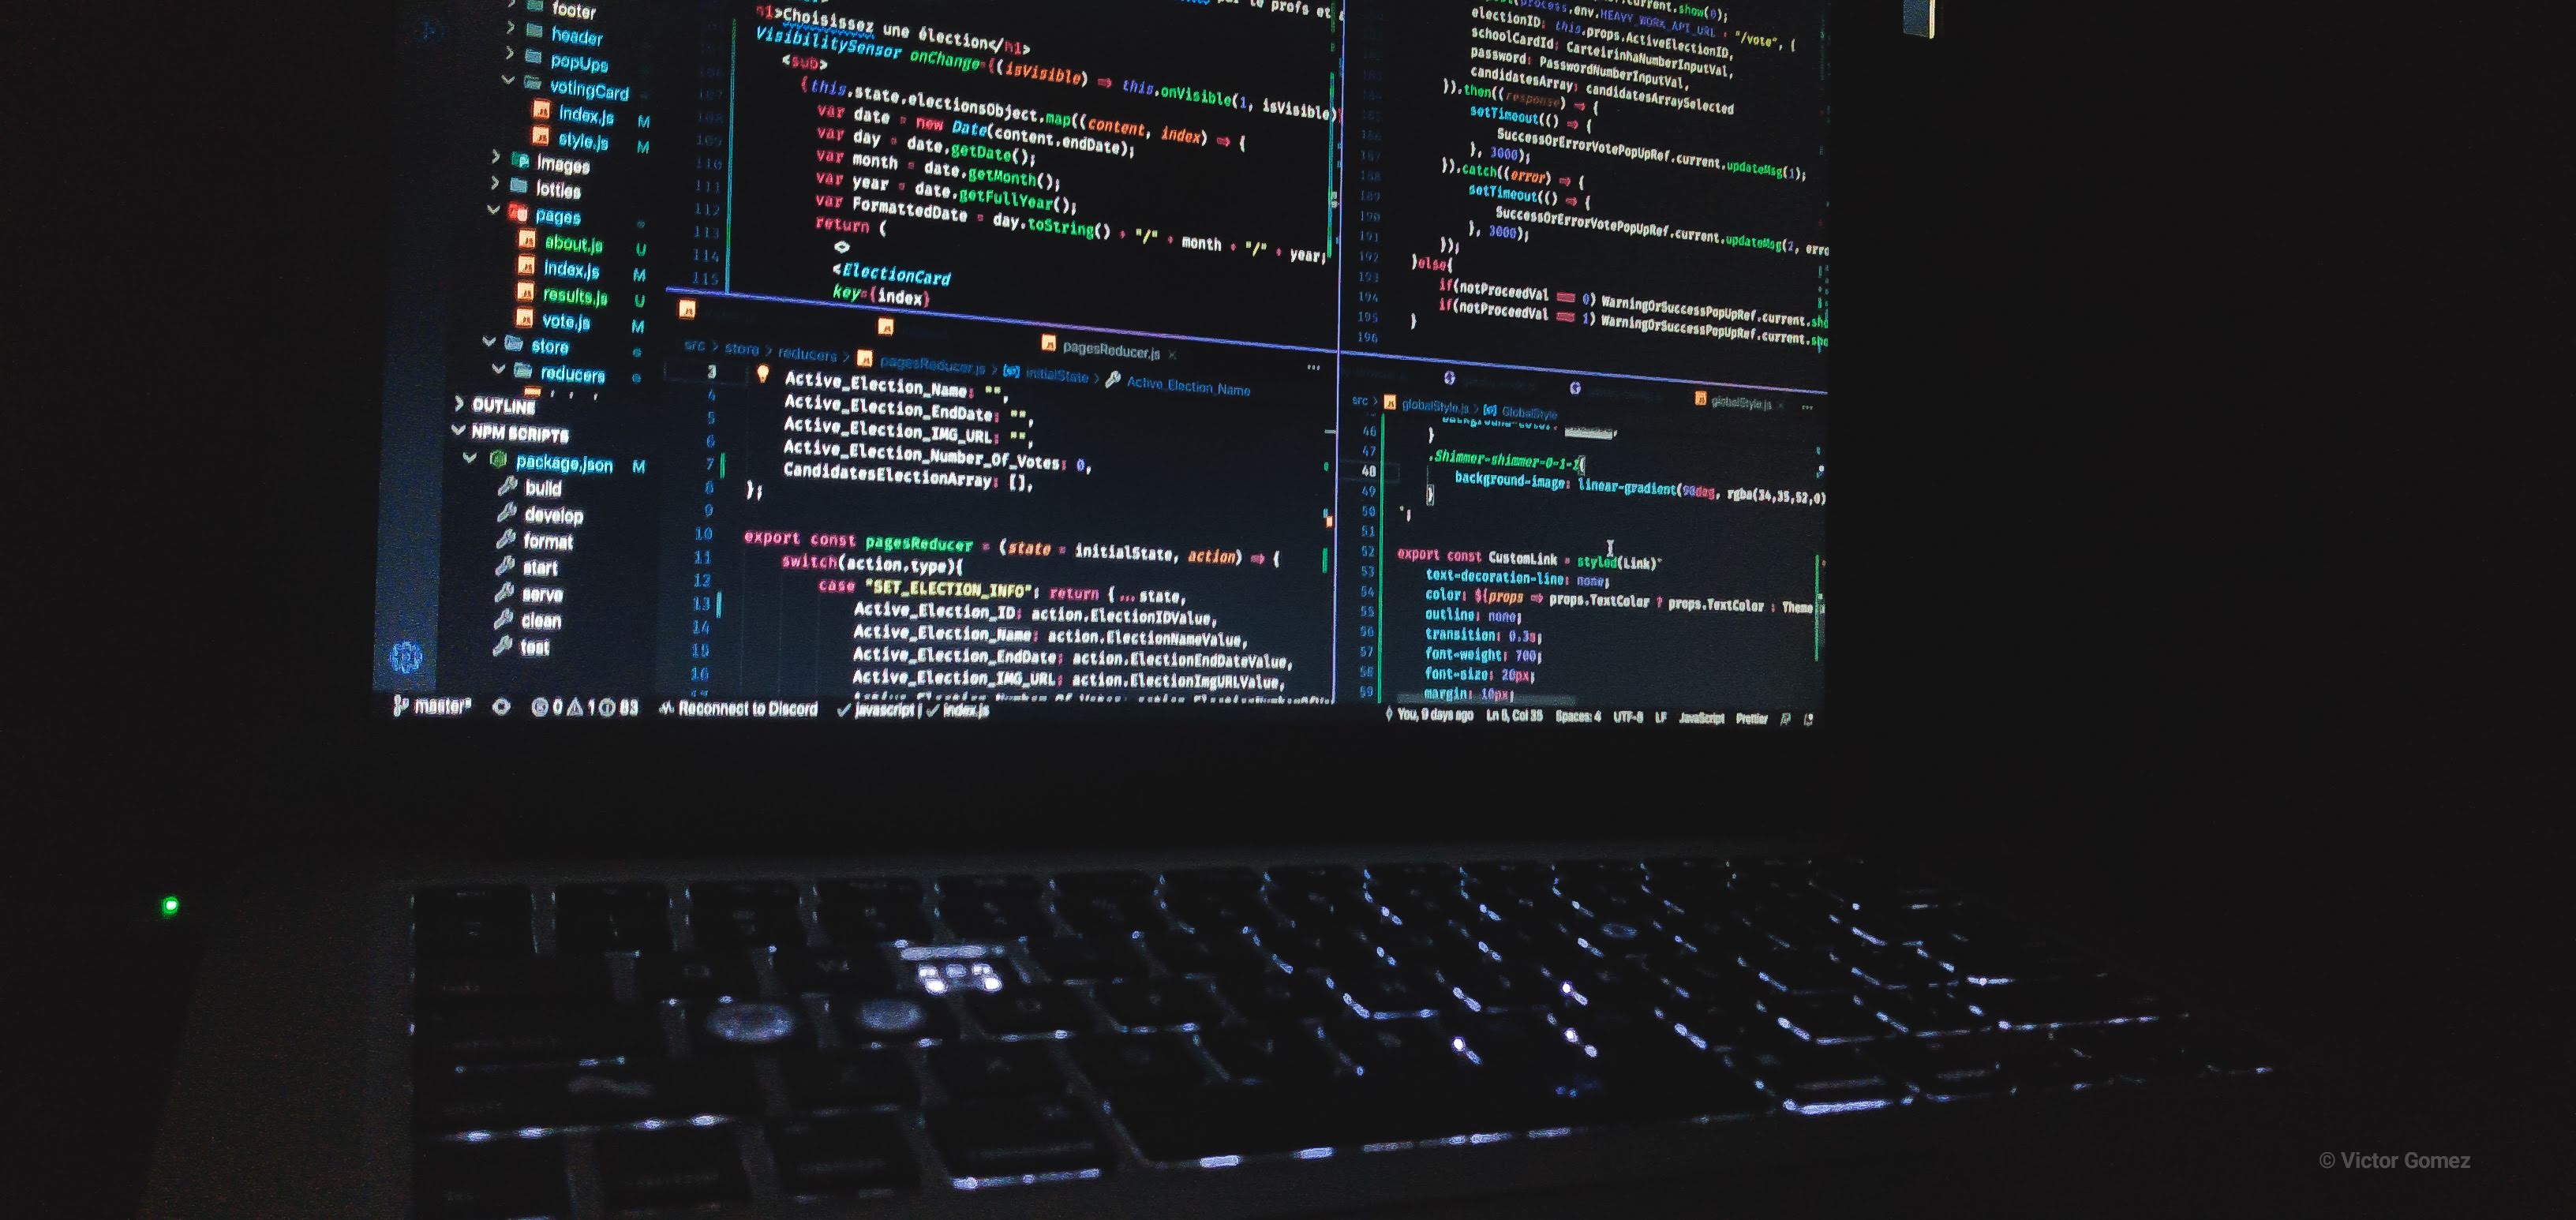 footer
header
popUps
votingCard
index.js M
style.js M
images
lotties
pages
about.js U
index.js M
results.js U
vote.js M
store
reducers
OUTLINE
NPM SCRIPTS
package.json M
build
develop
format
start
serve
clean
test
le profs et
h1>Choisissez une élection</h1>
VisibilitySensor onChange={(isVisible) => this.onVisible(1, isVisible)
<sub>
{this.state.electionsObject.map((content, index) => {
var date = new Date(content.endDate);
108 var day = date.getDate();
109 var month = date.getMonth();
110 var year = date.getFullYear();
111 var FormattedDate = day.toString() + "/" + month + "/" + year;
112 return (
113 <>
114 <ElectionCard
115 key={index}
current.show(0);
process.env.HEAVY_WORK_API_URL + "/vote", {
electionID: this.props.ActiveElectionID,
schoolCardId: CarteirinhaNumberInputVal,
password: PasswordNumberInputVal,
candidatesArray: candidatesArraySelected
}).then((response) => {
setTimeout(() => {
SuccessOrErrorVotePopUpRef.current.updateMsg(1);
}, 3000);
}).catch((error) => {
setTimeout(() => {
SuccessOrErrorVotePopUpRef.current.updateMsg(2, erro
}, 3000);
});
}else{
if(notProceedVal == 0) WarningOrSuccessPopUpRef.current.sho
if(notProceedVal == 1) WarningOrSuccessPopUpRef.current.sho
}
196
pagesReducer.js ×
src > store > reducers > pagesReducer.js > initialState > Active_Election_Name
3 Active_Election_Name: "",
4 Active_Election_EndDate: "",
5 Active_Election_IMG_URL: "",
6 Active_Election_Number_Of_Votes: 0,
7 CandidatesElectionArray: [],
8 };
9
10 export const pagesReducer = (state = initialState, action) => {
11 switch(action.type){
12 case "SET_ELECTION_INFO": return { ...state,
13 Active_Election_ID: action.ElectionIDValue,
14 Active_Election_Name: action.ElectionNameValue,
15 Active_Election_EndDate: action.ElectionEndDateValue,
16 Active_Election_IMG_URL: action.ElectionImgURLValue,
globalStyle.js × ...
src > globalStyle.js > GlobalStyle
46 }
47 .Shimmer-shimmer-0-1-2{
48 background-image: linear-gradient(90deg, rgba(34,35,52,0)
49 }
50 `;
51
52 export const CustomLink = styled(Link)`
53 text-decoration-line: none;
54 color: ${props => props.TextColor ? props.TextColor : Theme
55 outline: none;
56 transition: 0.3s;
57 font-weight: 700;
58 font-size: 20px;
59 margin: 10px;
master* 0 1 83 Reconnect to Discord javascript | index.js
You, 9 days ago Ln 5, Col 35 Spaces: 4 UTF-8 LF JavaScript Prettier
© Victor Gomez